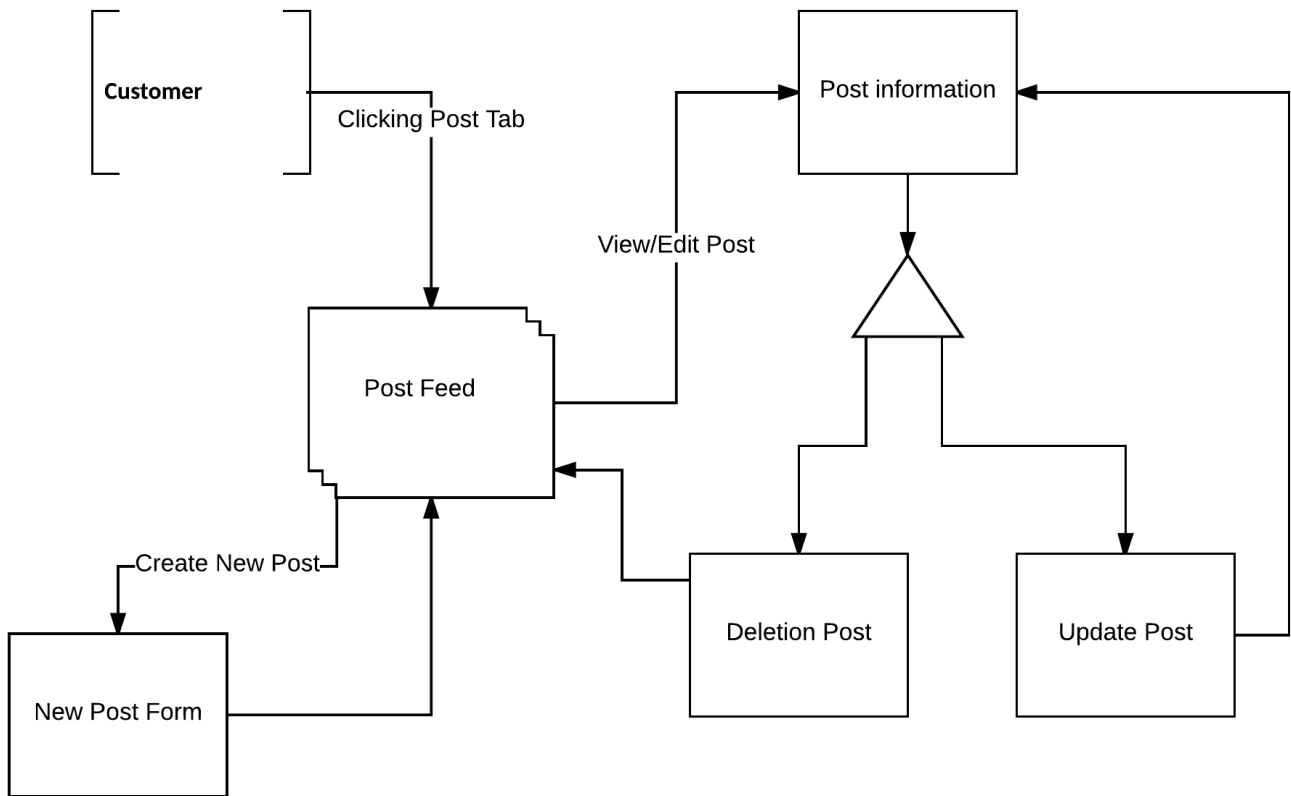 Customer
Clicking Post Tab
Post information
View/Edit Post
Post Feed
Create New Post
New Post Form
Deletion Post
Update Post